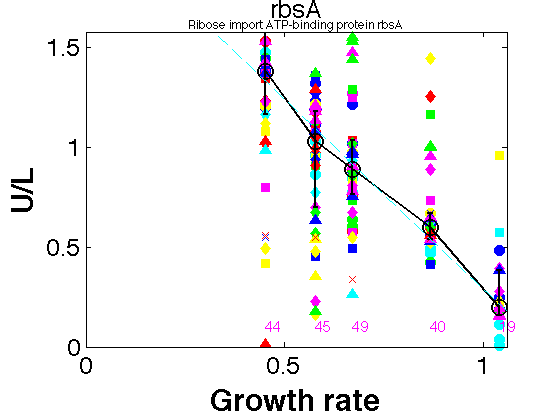 rbsA
Ribose import ATP-binding protein rbsA
1.5
1
0.5
0
U/L
44 45 49 40 19
0 0.5 1
Growth rate